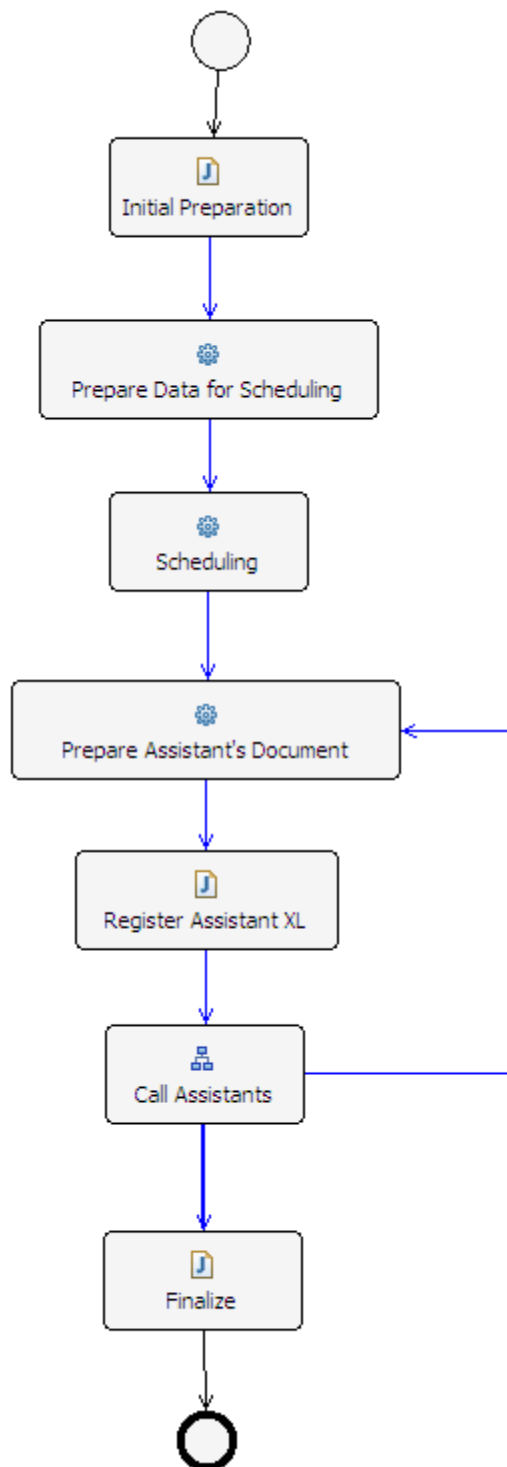 Initial Preparation
Prepare Data for Scheduling
Scheduling
Prepare Assistant's Document
Register Assistant XL
Call Assistants
Finalize